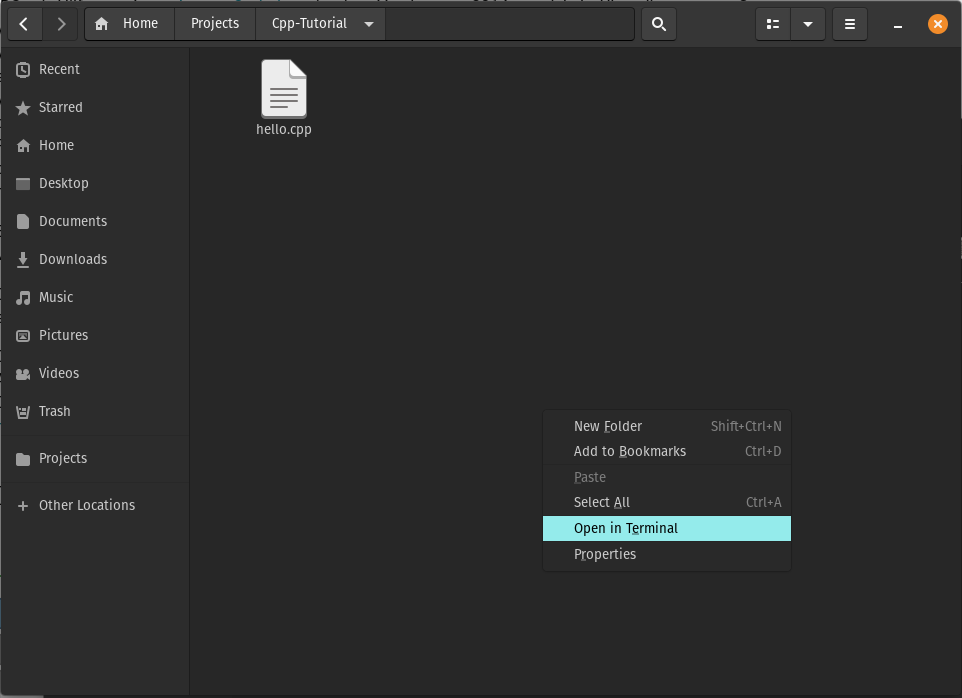 Home Projects Cpp-Tutorial
Recent
Starred
Home
Desktop
Documents
Downloads
Music
Pictures
Videos
Trash
Projects
Other Locations
hello.cpp
New Folder Shift+Ctrl+N
Add to Bookmarks Ctrl+D
Paste
Select All Ctrl+A
Open in Terminal
Properties